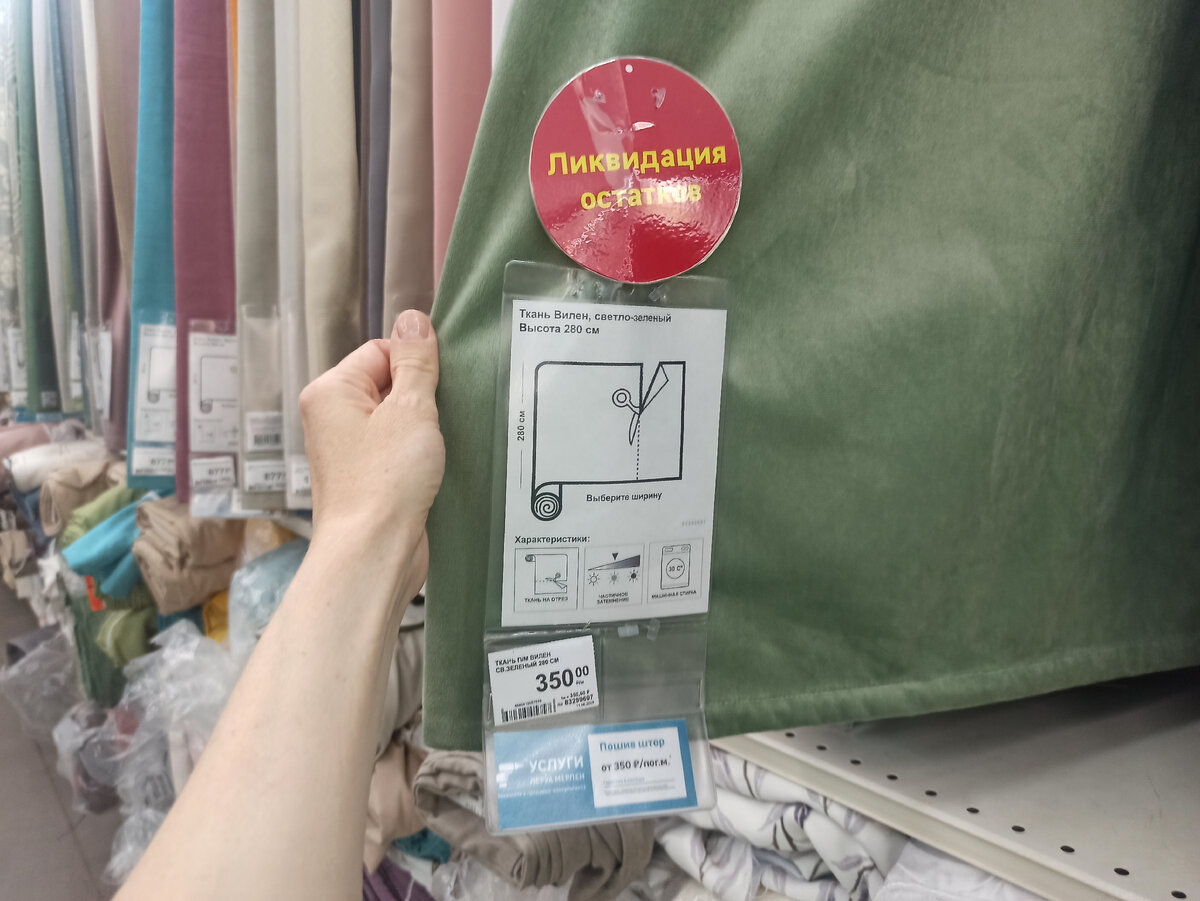 Ликвидация
остатков
Ткань Вилен, светло-зеленый
Высота 280 см
280 см
Выберите ширину
Характеристики:
30 C°
ТКАНЬ НА ОТРЕЗ
ЧАСТИЧНОЕ
ЗАТЕМНЕНИЕ
МАШИННАЯ СТИРКА
ТКАНЬ П/М ВИЛЕН
СВ.ЗЕЛЕНЫЙ 280 СМ
350 00
83299697
УСЛУГИ
ЛЕРУА МЕРЛЕН
Пошив штор
от 350 ₽/пог.м.